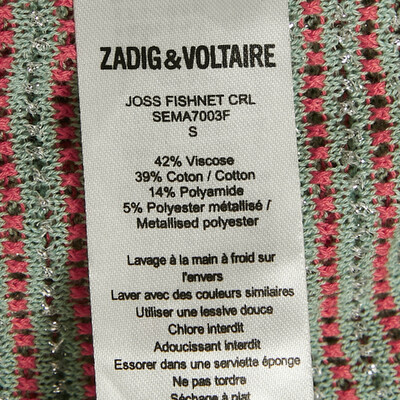 ZADIG&VOLTAIRE
JOSS FISHNET CRL
SEMA7003F
S
42% Viscose
39% Coton / Cotton
14% Polyamide
5% Polyester métallisé /
Metallised polyester
Lavage à la main à froid sur
l'envers
Laver avec des couleurs similaires
Utiliser une lessive douce
Chlore interdit
Adoucissant interdit
Essorer dans une serviette éponge
Ne pas tordre
Séchage à plat